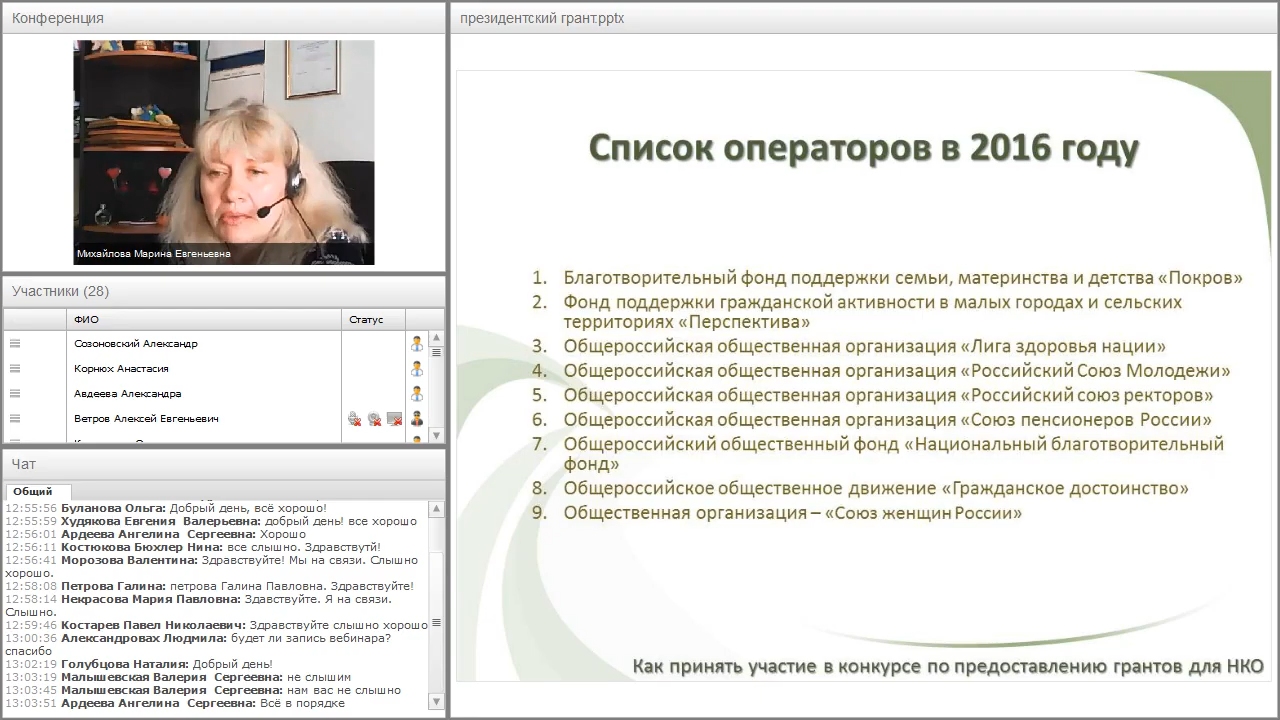 Конференция
Михайлова Марина Евгеньевна
Участники (28)
ФИО
Статус
Созоновский Александр
Корнюх Анастасия
Авдеева Александра
Ветров Алексей Евгеньевич
Чат
Общий
12:55:56 Буланова Ольга: Добрый день, всё хорошо!
12:55:59 Худякова Евгения Валерьевна: добрый день! все хорошо
12:56:01 Ардеева Ангелина Сергеевна: Хорошо
12:56:11 Костюкова Бюхлер Нина: все слышно. Здравствутй!
12:56:41 Морозова Валентина: Здравствуйте! Мы на связи. Слышно
хорошо.
12:58:08 Петрова Галина: петрова Галина Павловна. Здравствуйте!
12:58:14 Некрасова Мария Павловна: Здавствуйте. Я на связи.
Слышно.
12:59:46 Костарев Павел Николаевич: Здравствуйте слышно хорошо
13:00:36 Александровах Людмила: будет ли запись вебинара?
спасибо
13:02:19 Голубцова Наталия: Добрый день!
13:03:19 Малышевская Валерия Сергеевна: не слышим
13:03:45 Малышевская Валерия Сергеевна: нам вас не слышно
13:03:51 Ардеева Ангелина Сергеевна: Всё в порядке
президентский грант.pptx
Список операторов в 2016 году
1. Благотворительный фонд поддержки семьи, материнства и детства «Покров»
2. Фонд поддержки гражданской активности в малых городах и сельских
территориях «Перспектива»
3. Общероссийская общественная организация «Лига здоровья нации»
4. Общероссийская общественная организация «Российский Союз Молодежи»
5. Общероссийская общественная организация «Российский союз ректоров»
6. Общероссийская общественная организация «Союз пенсионеров России»
7. Общероссийский общественный фонд «Национальный благотворительный
фонд»
8. Общероссийское общественное движение «Гражданское достоинство»
9. Общественная организация – «Союз женщин России»
Как принять участие в конкурсе по предоставлению грантов для НКО